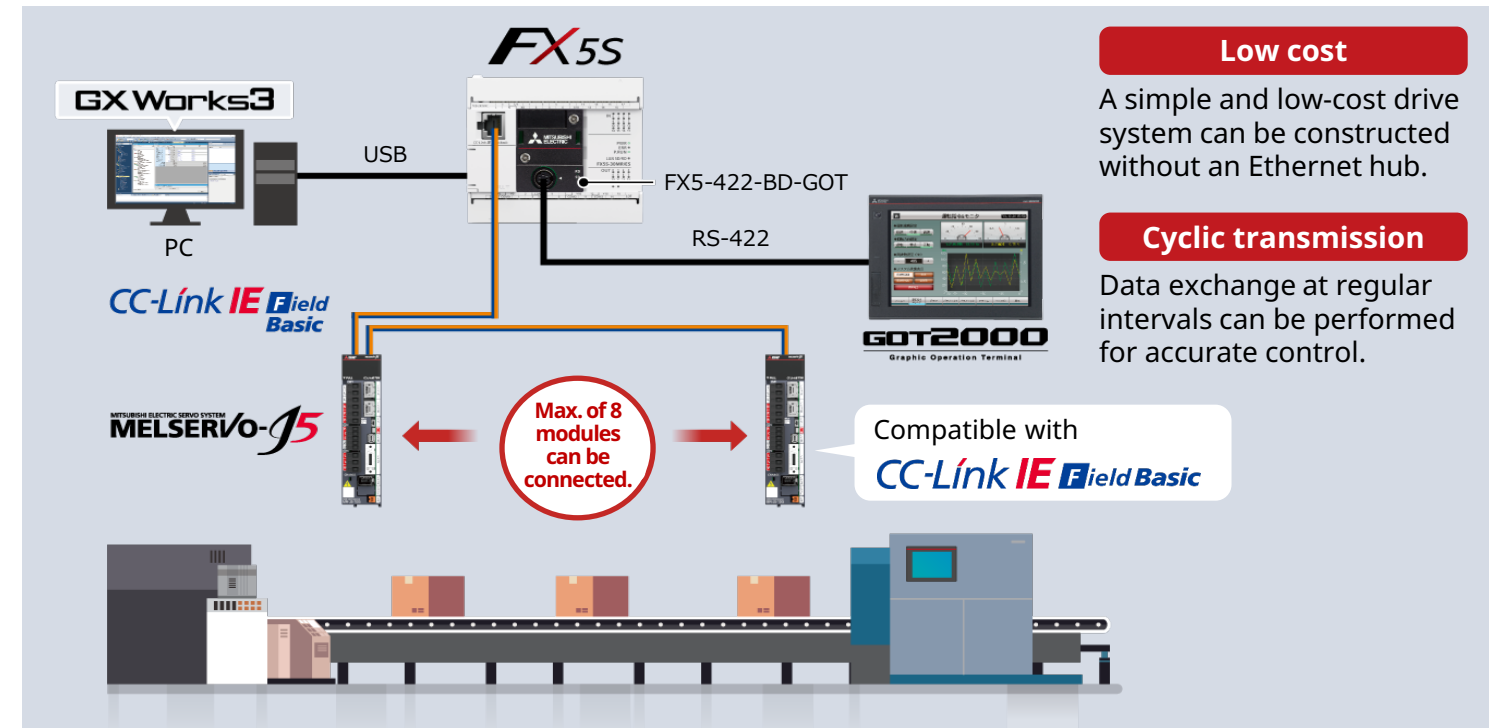 FX5S
GX Works3
USB
MITSUBISHI
ELECTRIC
FX5-422-BD-GOT
RS-422
PC
GOT2000
Graphic Operation Terminal
CC-Link IE Field
Basic
MITSUBISHI ELECTRIC SERVO SYSTEM
MELSERVO-J5
Max. of 8
modules
can be
connected.
Compatible with
CC-Link IE Field Basic
Low cost
A simple and low-cost drive
system can be constructed
without an Ethernet hub.
Cyclic transmission
Data exchange at regular
intervals can be performed
for accurate control.